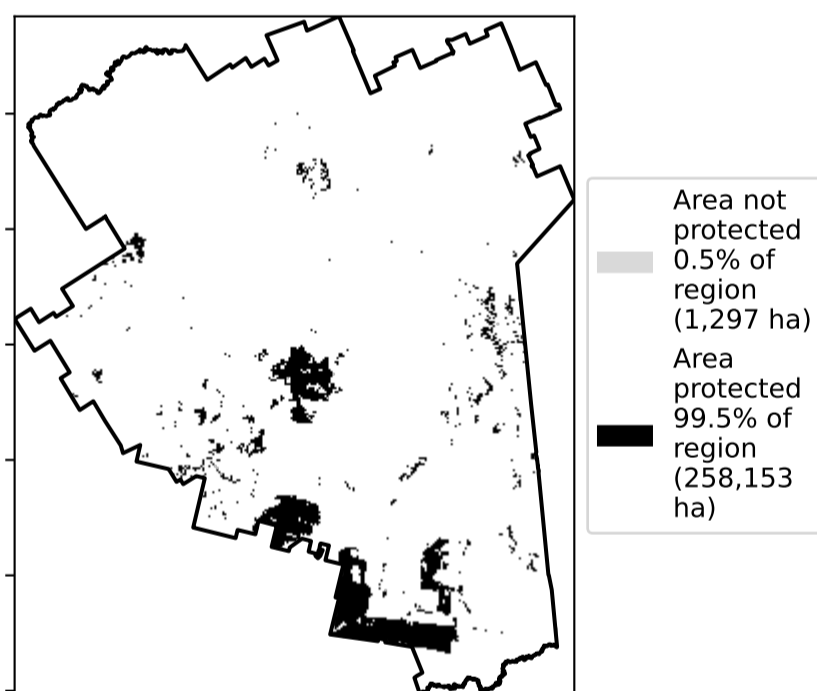 Area not
protected
0.5% of
region
(1,297 ha)
Area
protected
99.5% of
region
(258,153
ha)